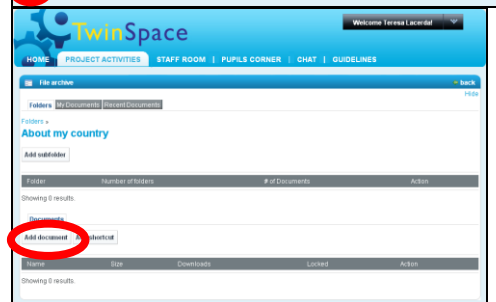 Welcome Teresa Lacerda!
TwinSpace
HOME PROJECT ACTIVITIES STAFF ROOM | PUPILS CORNER | CHAT | GUIDELINES
File archive back
Hide
Folders My Documents Recent Documents
Folders »
About my country
Add subfolder
Folder Number of folders # of Documents Action
Showing 0 results.
Documents
Add document shortcut
Name Size Downloads Locked Action
Showing 0 results.